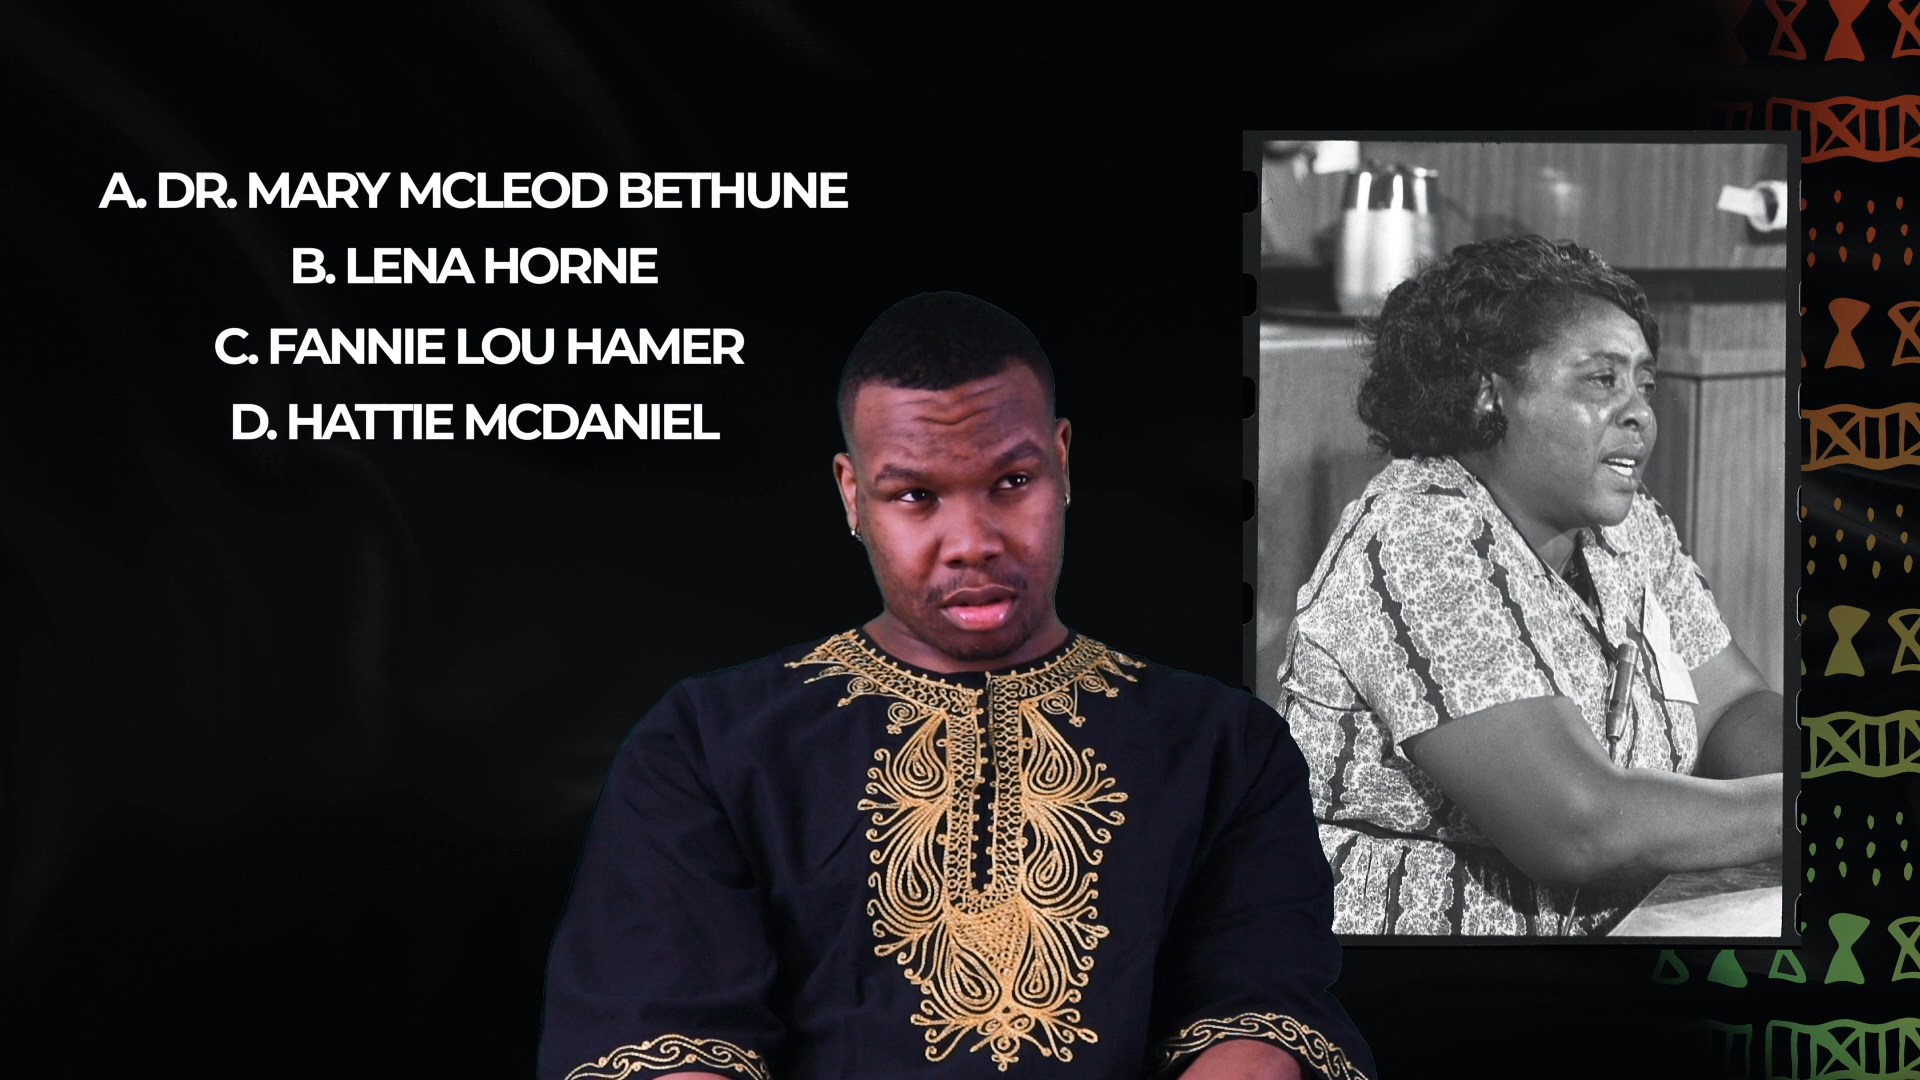 A. DR. MARY MCLEOD BETHUNE
B. LENA HORNE
C. FANNIE LOU HAMER
D. HATTIE MCDANIEL